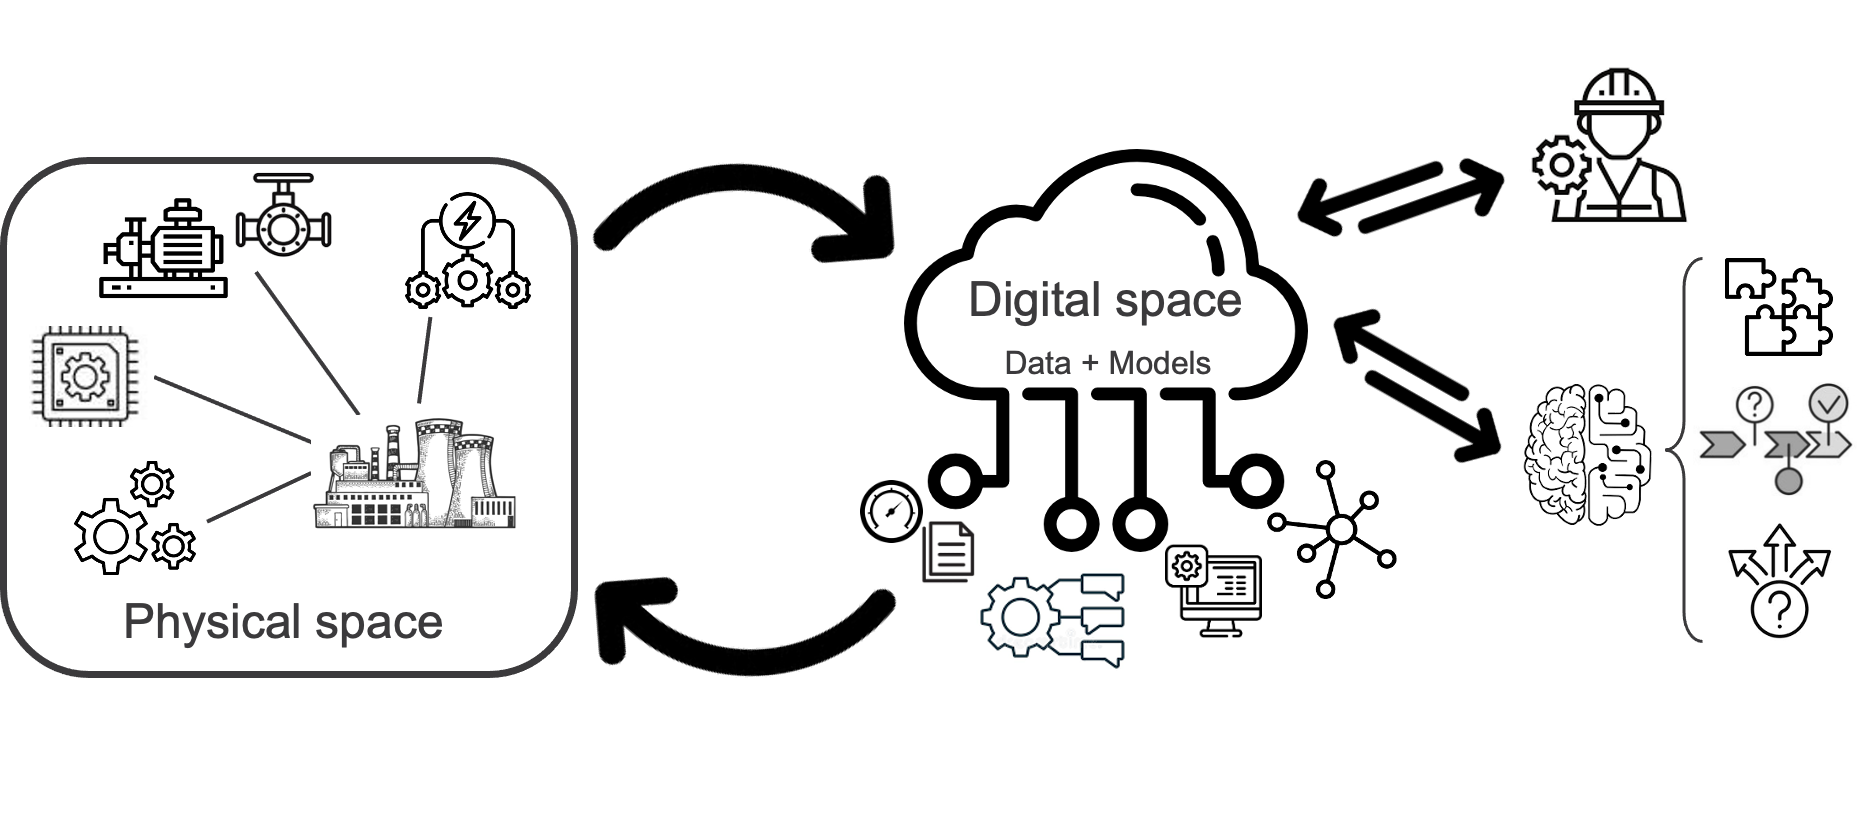 Digital space
Data + Models
Physical space
?
?